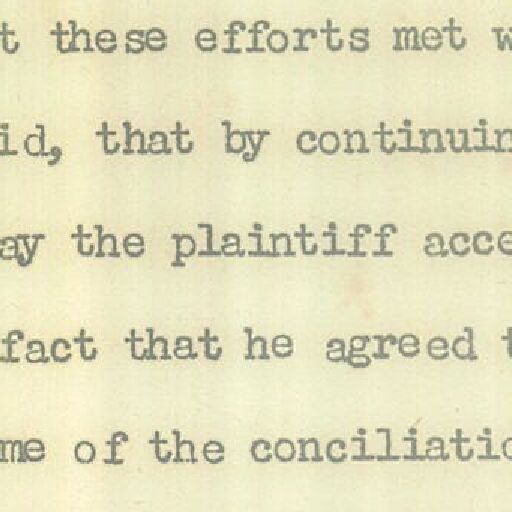 t these efforts met w
id, that by continuin
ay the plaintiff acce
fact that he agreed t
me of the conciliatio